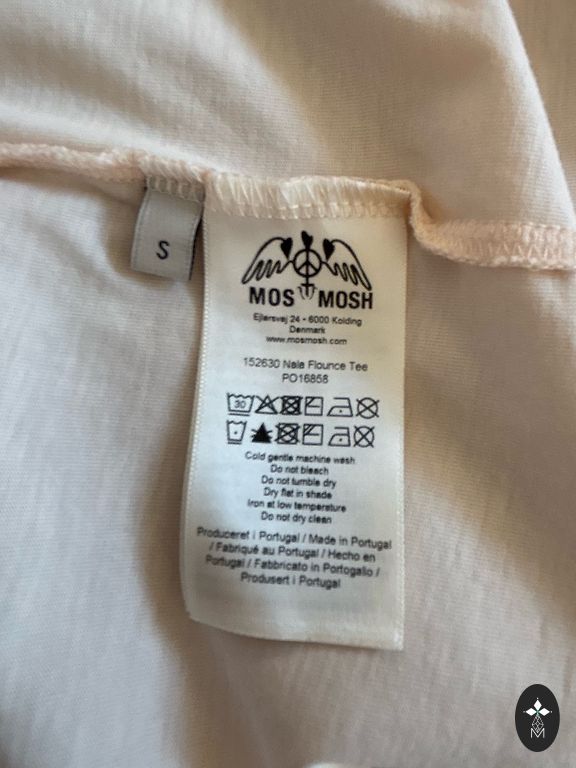 S
MOS MOSH
Ejlersvej 24 - 6000 Kolding
Denmark
www.mosmosh.com
152630 Nala Flounce Tee
PO16858
30
Cold gentle machine wash
Do not bleach
Do not tumble dry
Dry flat in shade
Iron at low temperature
Do not dry clean
Produceret i Portugal / Made in Portugal
/ Fabriqué au Portugal / Hecho en
Portugal / Fabbricato in Portogallo /
Produsert i Portugal
M